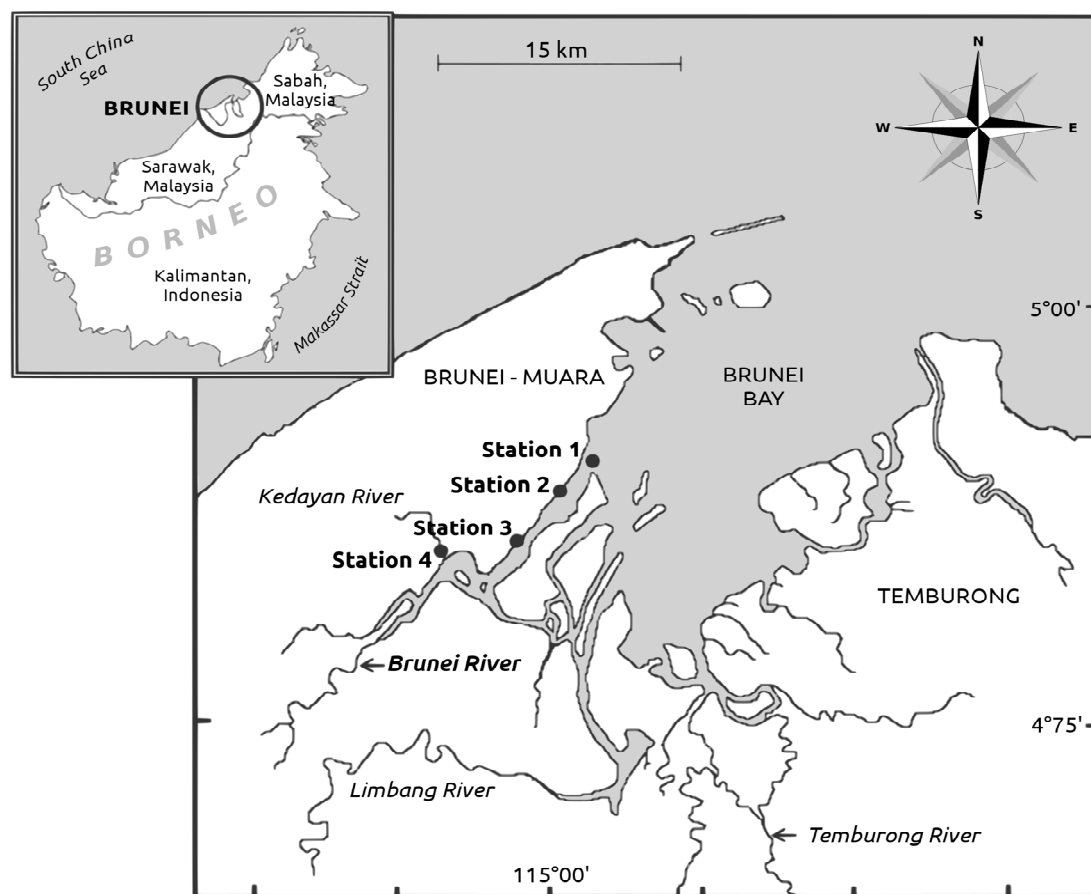 South China
Sea
BRUNEI
Sabah,
Malaysia
Sarawak,
Malaysia
BORNEO
Kalimantan,
Indonesia
Makassar Strait
15 km
N
W
E
S
5°00'
BRUNEI - MUARA
BRUNEI
BAY
Station 1
Station 2
Kedayan River
Station 3
Station 4
TEMBURONG
Brunei River
4°75'
Limbang River
Temburong River
115°00'